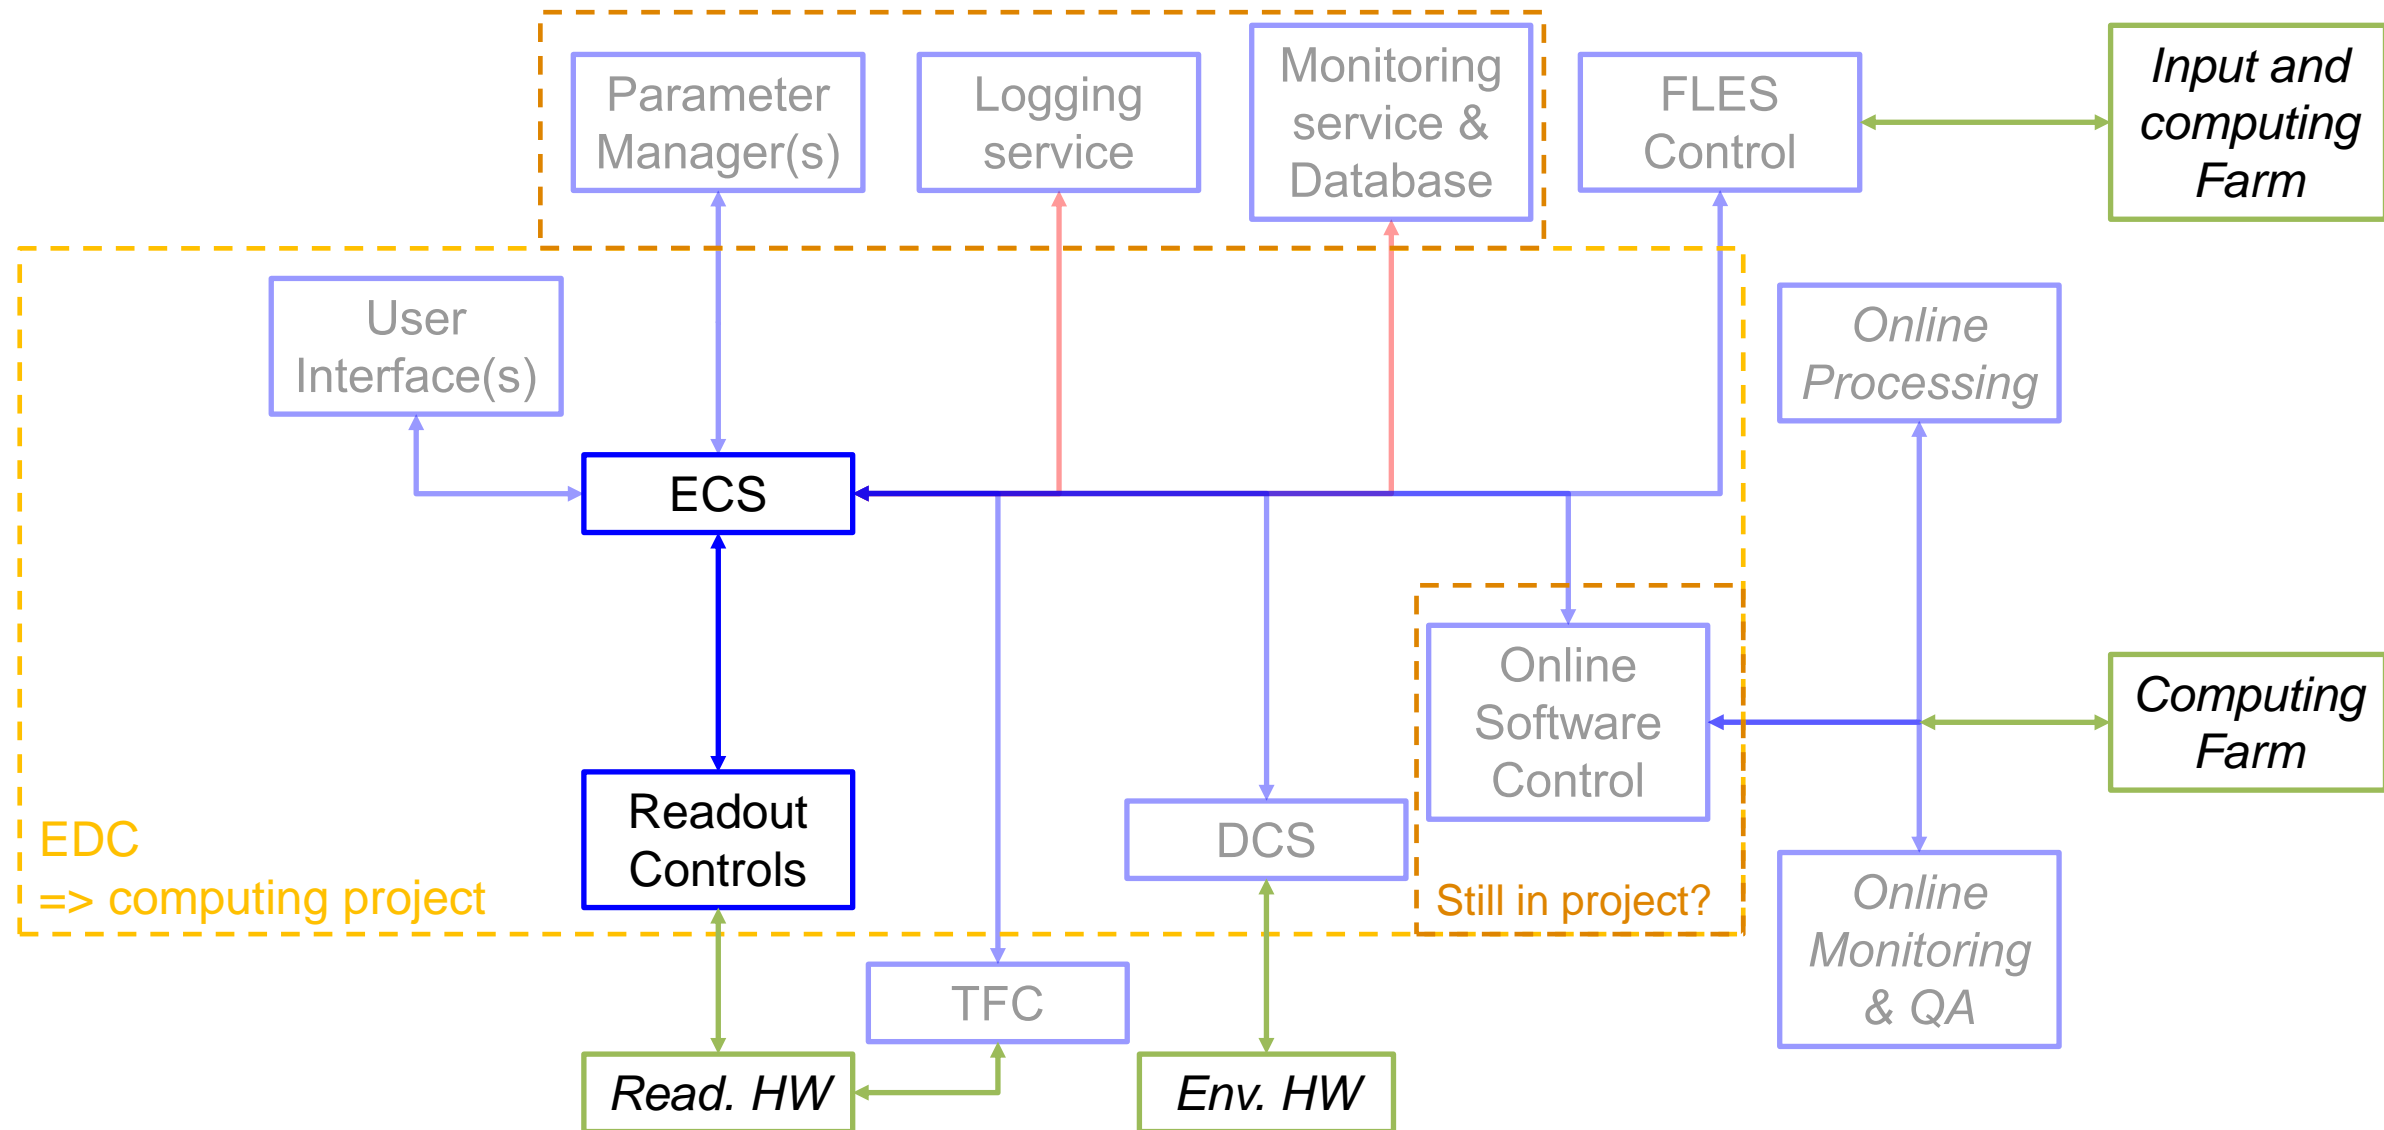 Parameter
Manager(s)
Logging
service
Monitoring
service &
Database
FLES
Control
Input and
computing
Farm
User
Interface(s)
Online
Processing
ECS
Online
Software
Control
Computing
Farm
Readout
Controls
DCS
EDC
=> computing project
Still in project?
Online
Monitoring
& QA
TFC
Read. HW
Env. HW